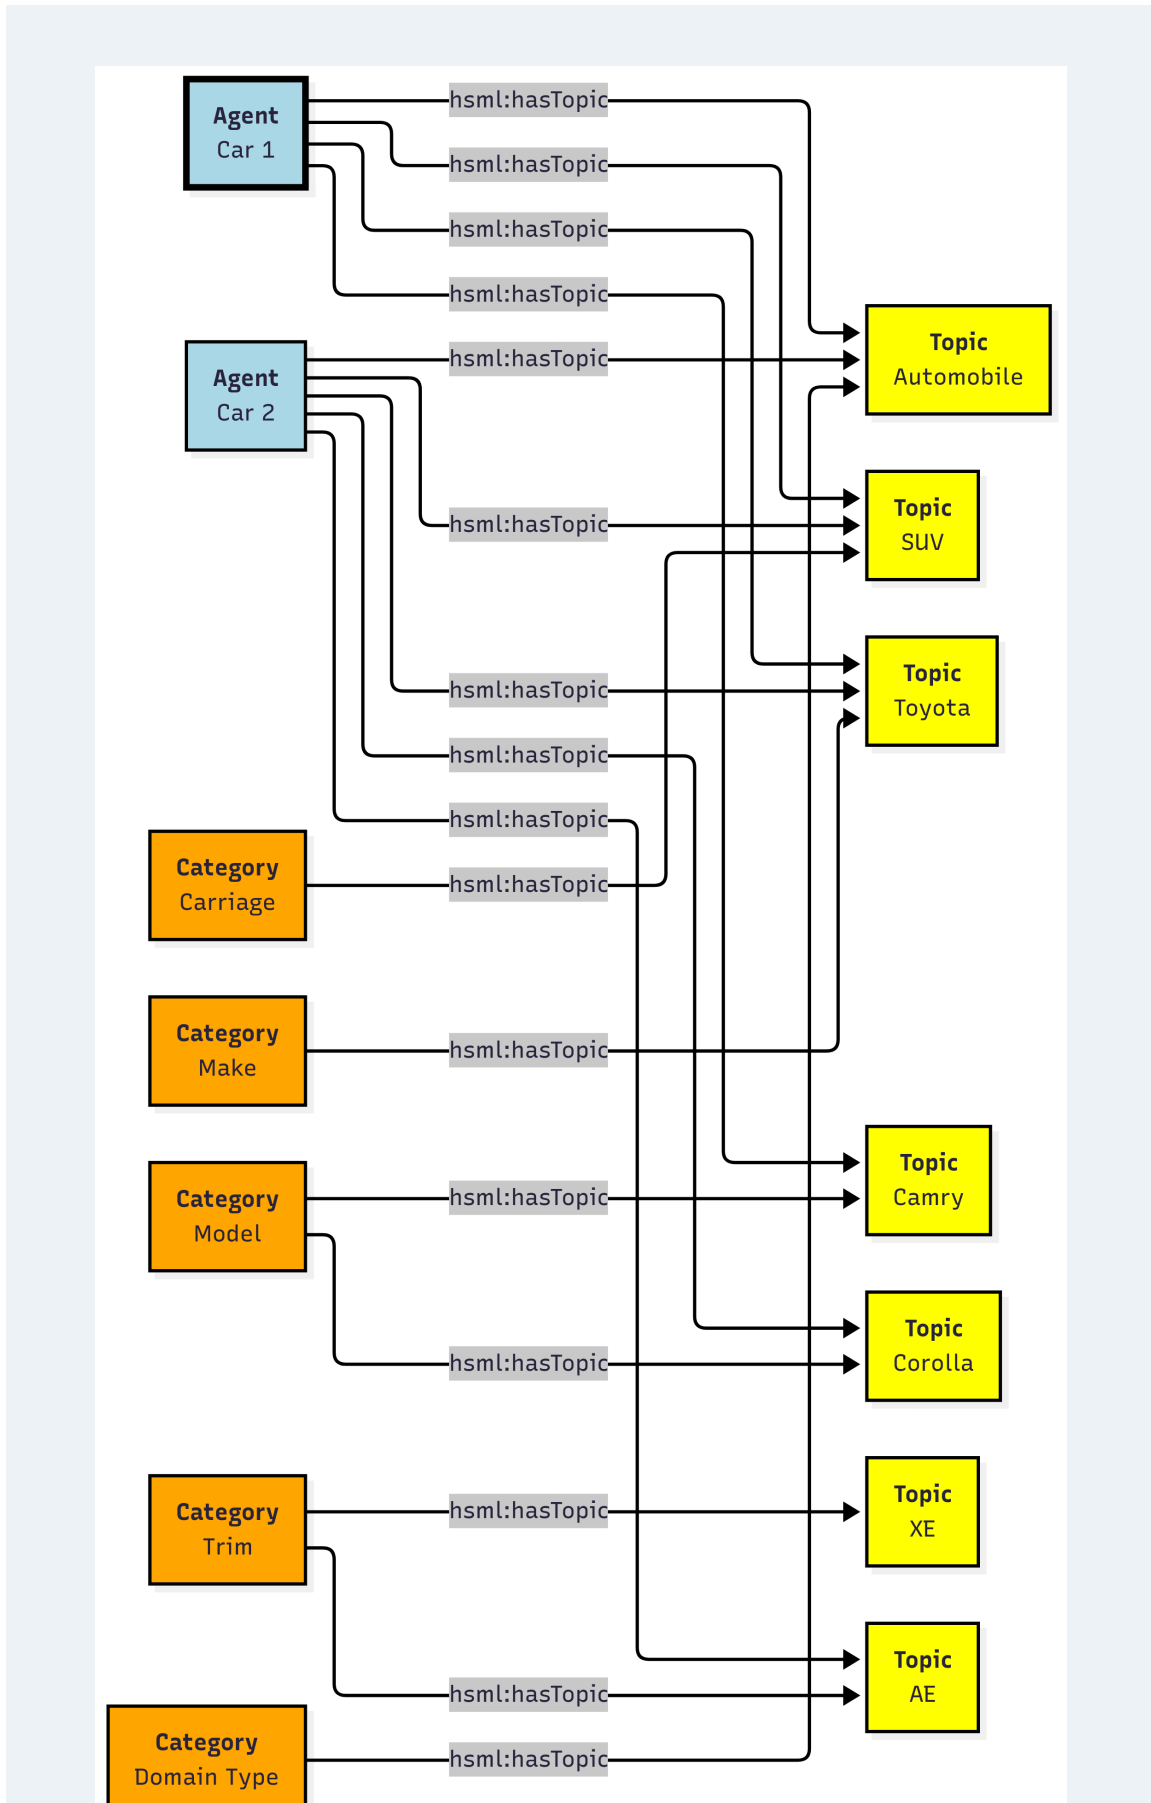 Agent
Car 1
hsml:hasTopic
hsml:hasTopic
hsml:hasTopic
hsml:hasTopic
Topic
Automobile
Agent
Car 2
hsml:hasTopic
hsml:hasTopic
Topic
SUV
Topic
Toyota
hsml:hasTopic
hsml:hasTopic
hsml:hasTopic
Category
Carriage
hsml:hasTopic
Category
Make
hsml:hasTopic
Topic
Camry
Category
Model
hsml:hasTopic
Topic
Corolla
hsml:hasTopic
Category
Trim
hsml:hasTopic
Topic
XE
Topic
AE
hsml:hasTopic
Category
Domain Type
hsml:hasTopic